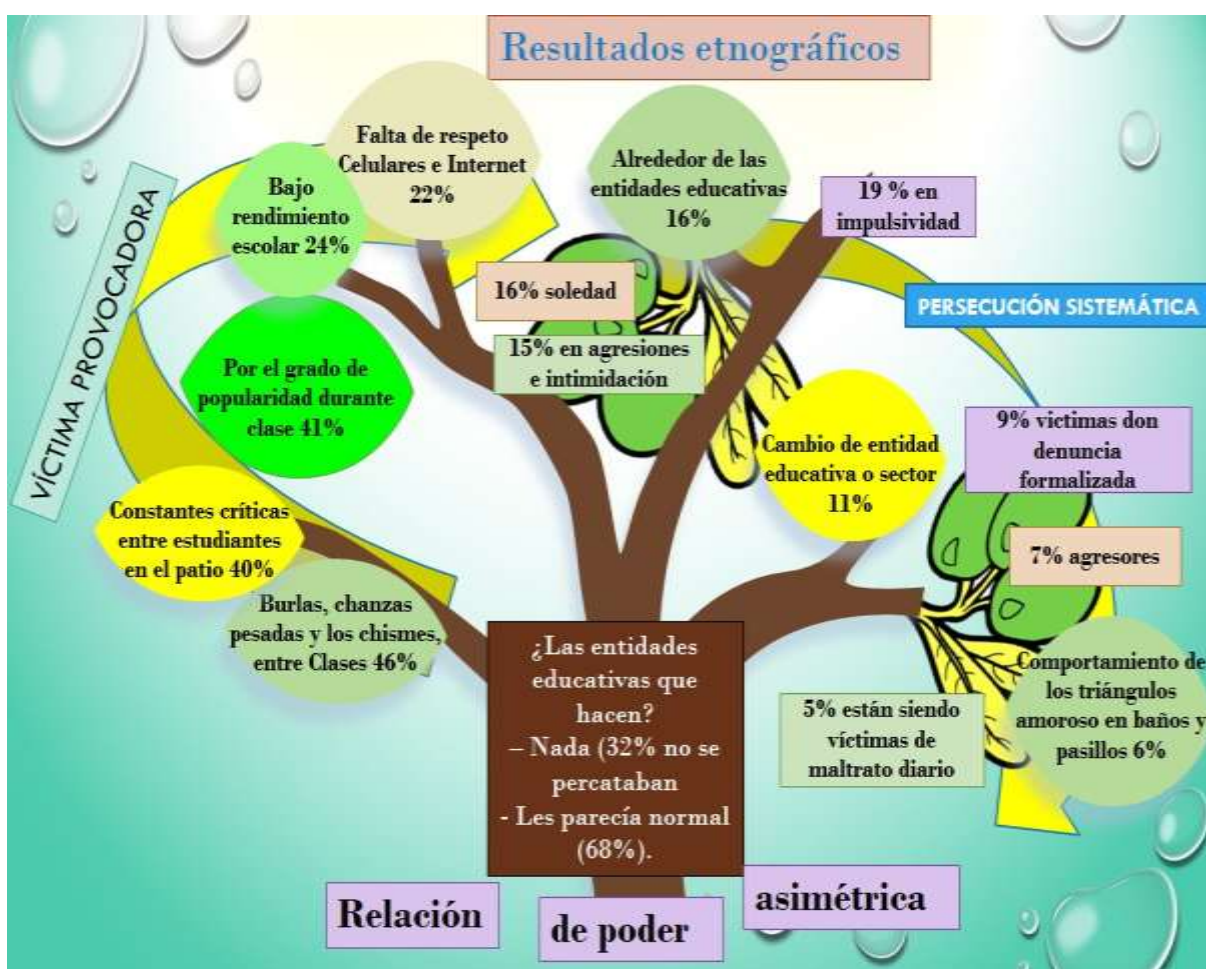 Resultados etnográficos
Falta de respeto
Celulares e Internet
22%
Alrededor de las
entidades educativas
16%
19 % en
impulsividad
Bajo
rendimiento
escolar 24%
VÍCTIMA PROVOCADORA
16% soledad
PERSECUCIÓN SISTEMÁTICA
15% en agresiones
e intimidación
Por el grado de
popularidad durante
clase 41%
Cambio de entidad
educativa o sector
11%
9% victimas don
denuncia
formalizada
Constantes críticas
entre estudiantes
en el patio 40%
7% agresores
Burlas, chanzas
pesadas y los chismes,
entre Clases 46%
¿Las entidades
educativas que
hacen?
– Nada (32% no se
percataban
- Les parecía normal
(68%).
5% están siendo
víctimas de
maltrato diario
Comportamiento de
los triángulos
amoroso en baños y
pasillos 6%
Relación
de poder
asimétrica